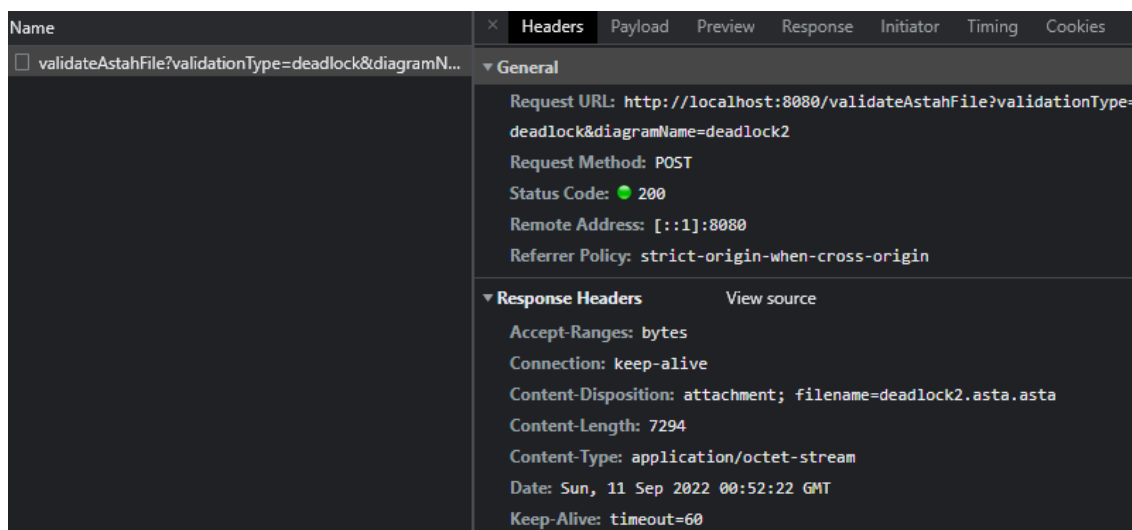 Name
validateAstahFile?validationType=deadlock&diagramN...
× Headers Payload Preview Response Initiator Timing Cookies
▼ General
Request URL: http://localhost:8080/validateAstahFile?validationType=
deadlock&diagramName=deadlock2
Request Method: POST
Status Code: 200
Remote Address: [::1]:8080
Referrer Policy: strict-origin-when-cross-origin
▼ Response Headers View source
Accept-Ranges: bytes
Connection: keep-alive
Content-Disposition: attachment; filename=deadlock2.asta.asta
Content-Length: 7294
Content-Type: application/octet-stream
Date: Sun, 11 Sep 2022 00:52:22 GMT
Keep-Alive: timeout=60